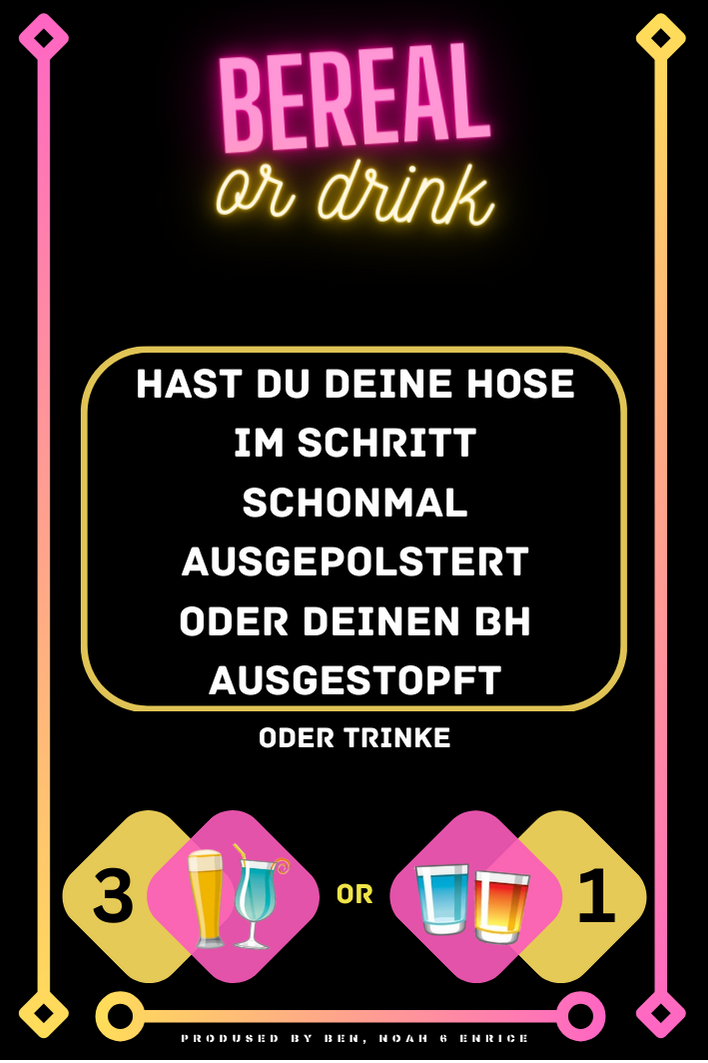 BEREAL
or drink
HAST DU DEINE HOSE
IM SCHRITT
SCHONMAL
AUSGEPOLSTERT
ODER DEINEN BH
AUSGESTOPFT
ODER TRINKE
3 OR 1
PRODUSED BY BEN, NOAH & ENRICE